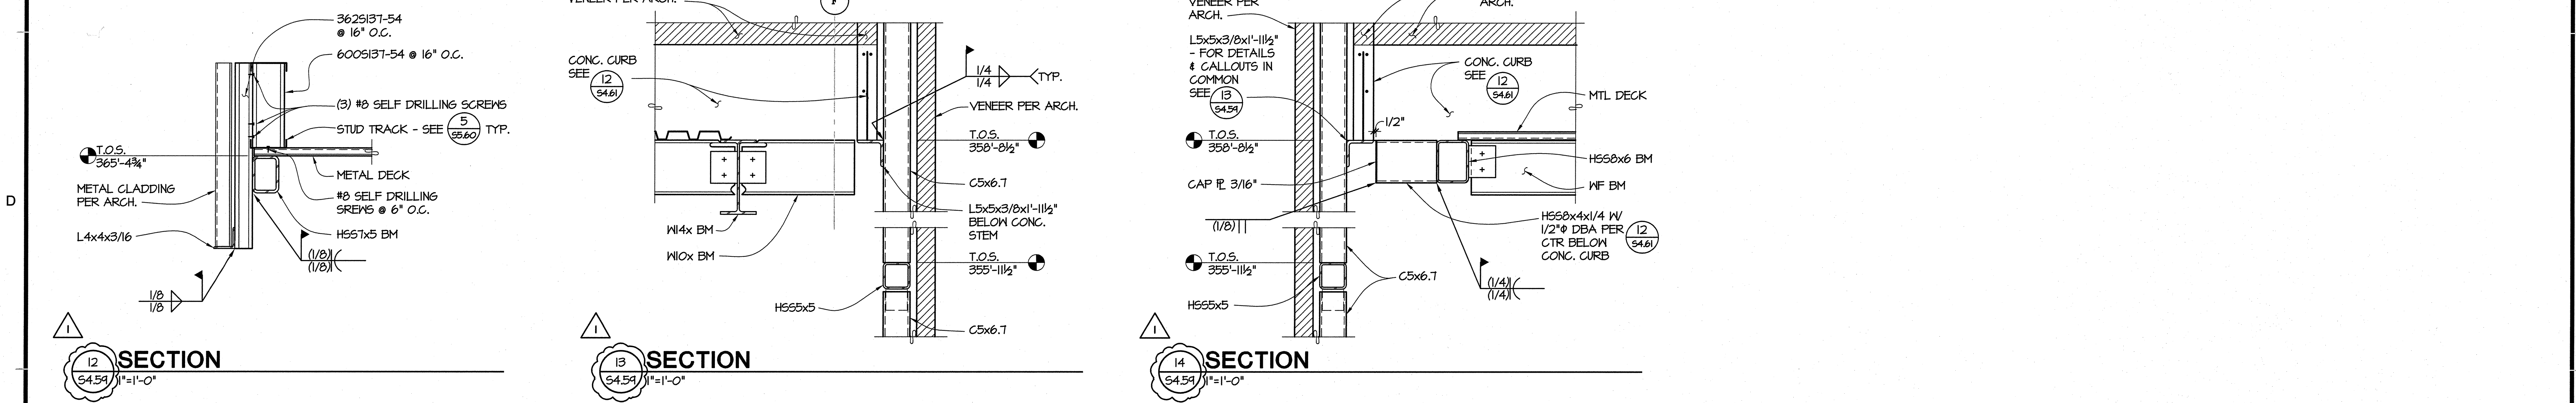 D
362S137-54
@ 16" O.C.
600S137-54 @ 16" O.C.
(3) #8 SELF DRILLING SCREWS
STUD TRACK - SEE 5 TYP.
S5.60
T.O.S.
365'-4¾"
METAL DECK
METAL CLADDING
PER ARCH.
#8 SELF DRILLING
SREWS @ 6" O.C.
L4x4x3/16
HSS7x5 BM
(1/8)
(1/8)
1/8
1/8
1
12
S4.59
SECTION
1"=1'-0"
VENEER PER ARCH.
F
CONC. CURB
SEE 12
S4.61
1/4
1/4
TYP.
VENEER PER ARCH.
T.O.S.
358'-8½"
C5x6.7
L5x5x3/8x1'-11½"
BELOW CONC.
STEM
W14x BM
W10x BM
T.O.S.
355'-11½"
HSS5x5
C5x6.7
1
13
S4.59
SECTION
1"=1'-0"
VENEER PER
ARCH.
ARCH.
L5x5x3/8x1'-11½"
- FOR DETAILS
& CALLOUTS IN
COMMON
SEE 13
S4.59
CONC. CURB
SEE 12
S4.61
MTL DECK
1/2"
T.O.S.
358'-8½"
HSS8x6 BM
CAP PL 3/16"
WF BM
(1/8)
HSS8x4x1/4 W/
1/2"Φ DBA PER 12
CTR BELOW S4.61
CONC. CURB
T.O.S.
355'-11½"
C5x6.7
(1/4)
(1/4)
HSS5x5
1
14
S4.59
SECTION
1"=1'-0"